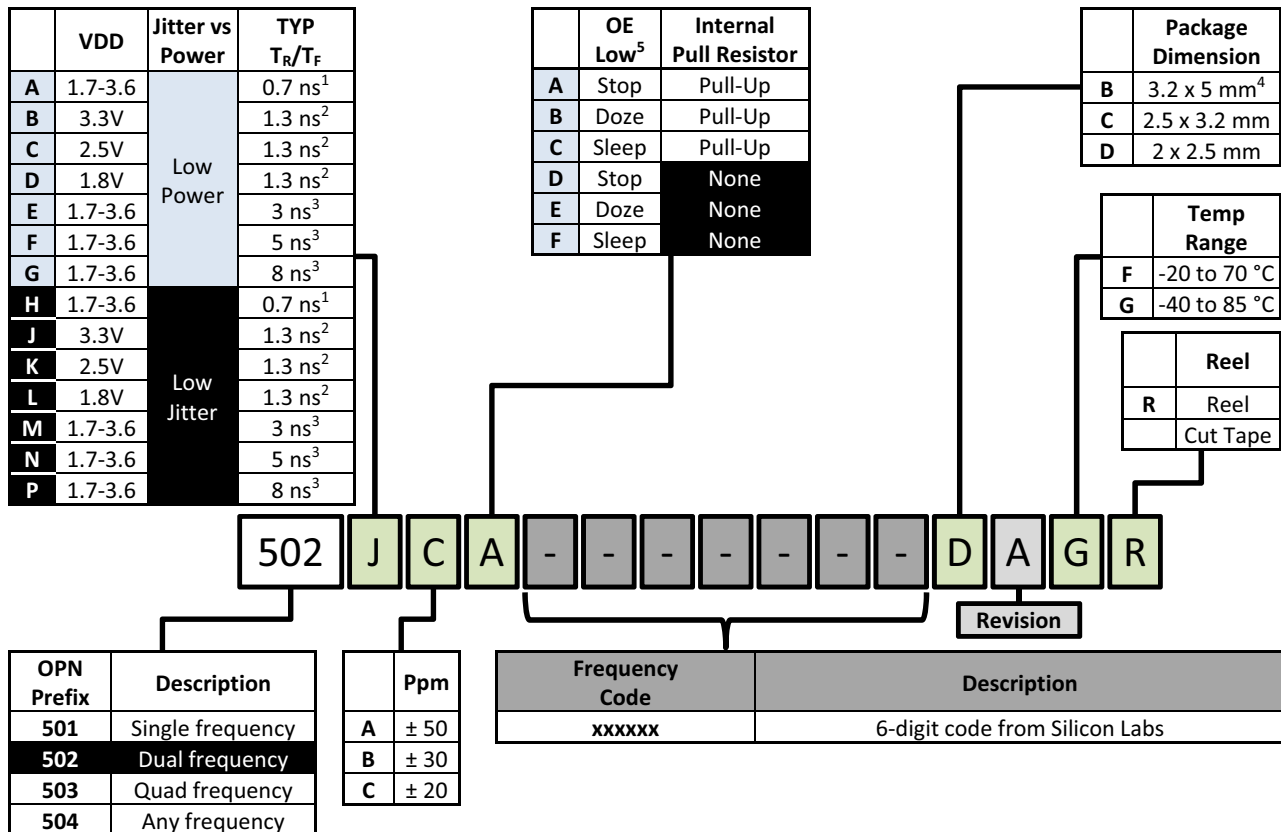 VDD Jitter vs Power TYP TR/TF
A 1.7-3.6 0.7 ns1
B 3.3V 1.3 ns2
C 2.5V 1.3 ns2
D 1.8V 1.3 ns2
E 1.7-3.6 3 ns3
F 1.7-3.6 5 ns3
G 1.7-3.6 8 ns3
Low Power
H 1.7-3.6 0.7 ns1
J 3.3V 1.3 ns2
K 2.5V 1.3 ns2
L 1.8V 1.3 ns2
M 1.7-3.6 3 ns3
N 1.7-3.6 5 ns3
P 1.7-3.6 8 ns3
Low Jitter
OE Low5 Internal Pull Resistor
A Stop Pull-Up
B Doze Pull-Up
C Sleep Pull-Up
D Stop None
E Doze None
F Sleep None
Package Dimension
B 3.2 x 5 mm4
C 2.5 x 3.2 mm
D 2 x 2.5 mm
Temp Range
F -20 to 70 °C
G -40 to 85 °C
Reel
R Reel
Cut Tape
502 J C A - - - - - - - D A G R
Revision
OPN Prefix Description
501 Single frequency
502 Dual frequency
503 Quad frequency
504 Any frequency
Ppm
A ± 50
B ± 30
C ± 20
Frequency Code Description
xxxxxx 6-digit code from Silicon Labs